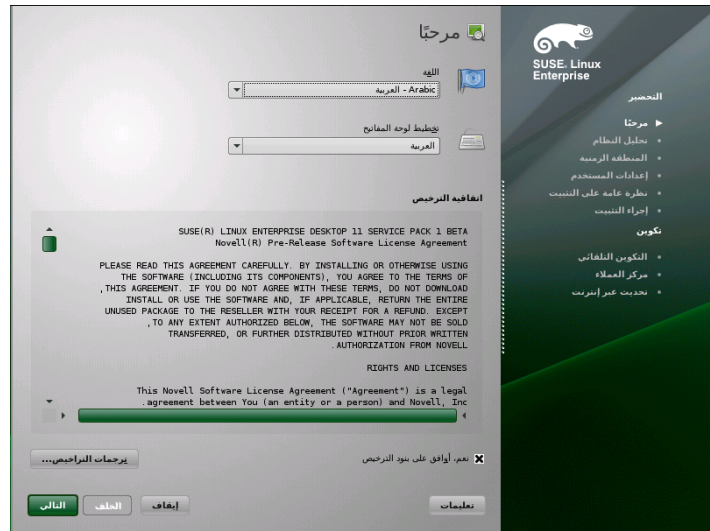 SUSE. Linux
Enterprise
التحضير
مرحبًا
تحليل النظام
المنطقة الزمنية
إعدادات المستخدم
نظرة عامة على التثبيت
إجراء التثبيت
تكوين
التكوين التلقائي
مركز العملاء
تحديث عبر إنترنت
مرحبًا
اللغة
العربية - Arabic
تخطيط لوحة المفاتيح
العربية
اتفاقية الترخيص
SUSE(R) LINUX ENTERPRISE DESKTOP 11 SERVICE PACK 1 BETA
Novell(R) Pre-Release Software License Agreement
PLEASE READ THIS AGREEMENT CAREFULLY. BY INSTALLING OR OTHERWISE USING
THE SOFTWARE (INCLUDING ITS COMPONENTS), YOU AGREE TO THE TERMS OF
,THIS AGREEMENT. IF YOU DO NOT AGREE WITH THESE TERMS, DO NOT DOWNLOAD
INSTALL OR USE THE SOFTWARE AND, IF APPLICABLE, RETURN THE ENTIRE
UNUSED PACKAGE TO THE RESELLER WITH YOUR RECEIPT FOR A REFUND. EXCEPT
,TO ANY EXTENT AUTHORIZED BELOW, THE SOFTWARE MAY NOT BE SOLD
TRANSFERRED, OR FURTHER DISTRIBUTED WITHOUT PRIOR WRITTEN
.AUTHORIZATION FROM NOVELL
RIGHTS AND LICENSES
This Novell Software License Agreement ("Agreement") is a legal
.agreement between You (an entity or a person) and Novell, Inc
نعم، أوافق على بنود الترخيص
ترجمات التراخيص...
تعليمات
إيقاف
الخلف
التالي